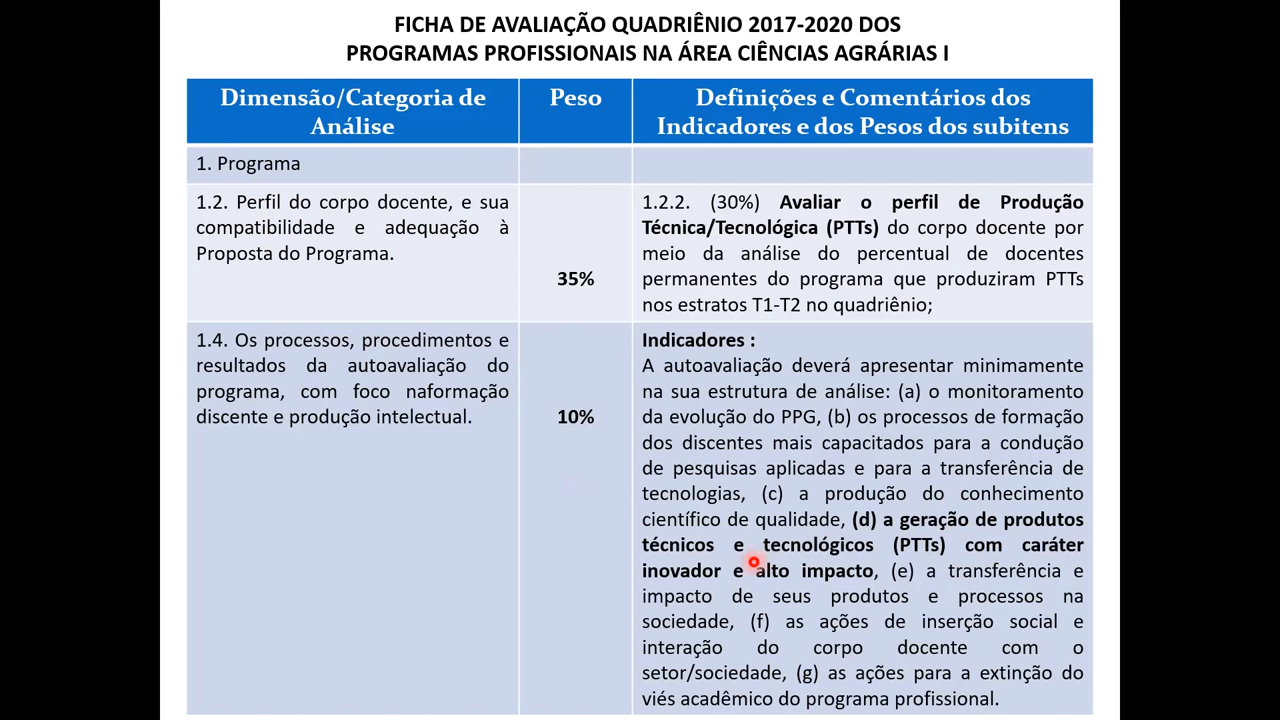 FICHA DE AVALIAÇÃO QUADRIÊNIO 2017-2020 DOS
PROGRAMAS PROFISSIONAIS NA ÁREA CIÊNCIAS AGRÁRIAS I
Dimensão/Categoria de
Análise
Peso
Definições e Comentários dos
Indicadores e dos Pesos dos subitens
1. Programa
1.2. Perfil do corpo docente, e sua
compatibilidade e adequação à
Proposta do Programa.
35%
1.2.2. (30%) Avaliar o perfil de Produção
Técnica/Tecnológica (PTTs) do corpo docente por
meio da análise do percentual de docentes
permanentes do programa que produziram PTTs
nos estratos T1-T2 no quadriênio;
1.4. Os processos, procedimentos e
resultados da autoavaliação do
programa, com foco naformação
discente e produção intelectual.
10%
Indicadores :
A autoavaliação deverá apresentar minimamente
na sua estrutura de análise: (a) o monitoramento
da evolução do PPG, (b) os processos de formação
dos discentes mais capacitados para a condução
de pesquisas aplicadas e para a transferência de
tecnologias, (c) a produção do conhecimento
científico de qualidade, (d) a geração de produtos
técnicos e tecnológicos (PTTs) com caráter
inovador e alto impacto, (e) a transferência e
impacto de seus produtos e processos na
sociedade, (f) as ações de inserção social e
interação do corpo docente com o
setor/sociedade, (g) as ações para a extinção do
viés acadêmico do programa profissional.